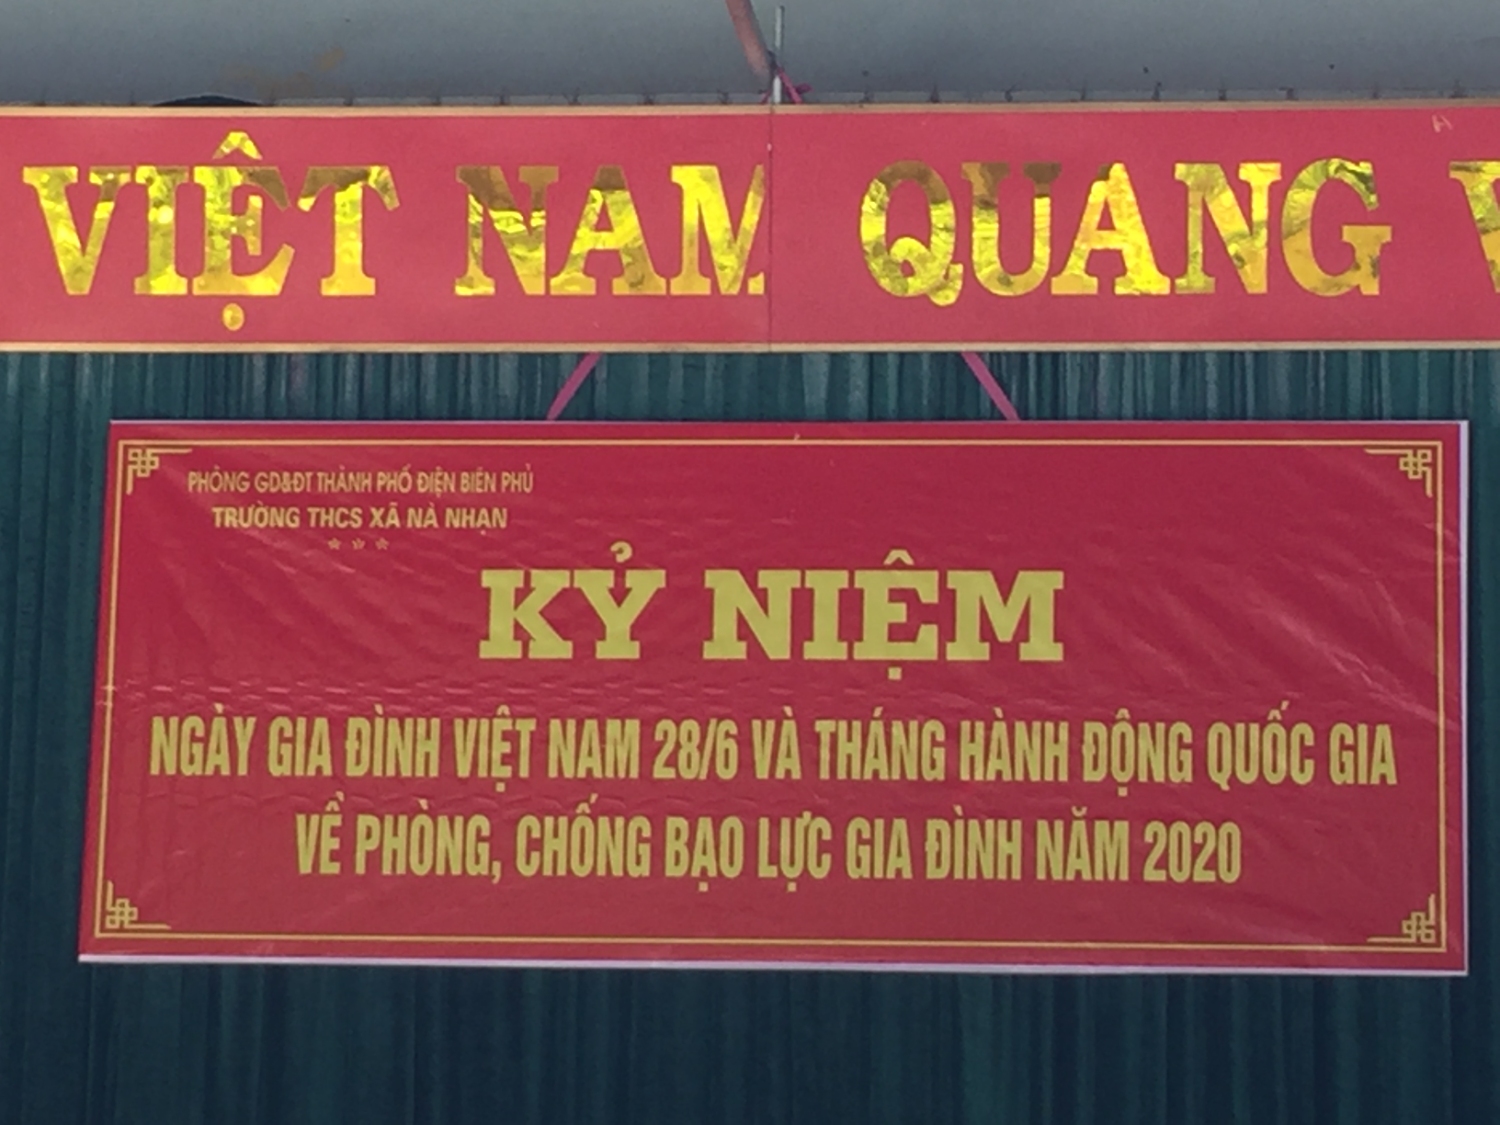 VIỆT NAM QUANG
PHÒNG GD&ĐT THÀNH PHỐ ĐIỆN BIÊN PHỦ
TRƯỜNG THCS XÃ NÀ NHẠN
KỶ NIỆM
NGÀY GIA ĐÌNH VIỆT NAM 28/6 VÀ THÁNG HÀNH ĐỘNG QUỐC GIA
VỀ PHÒNG, CHỐNG BẠO LỰC GIA ĐÌNH NĂM 2020